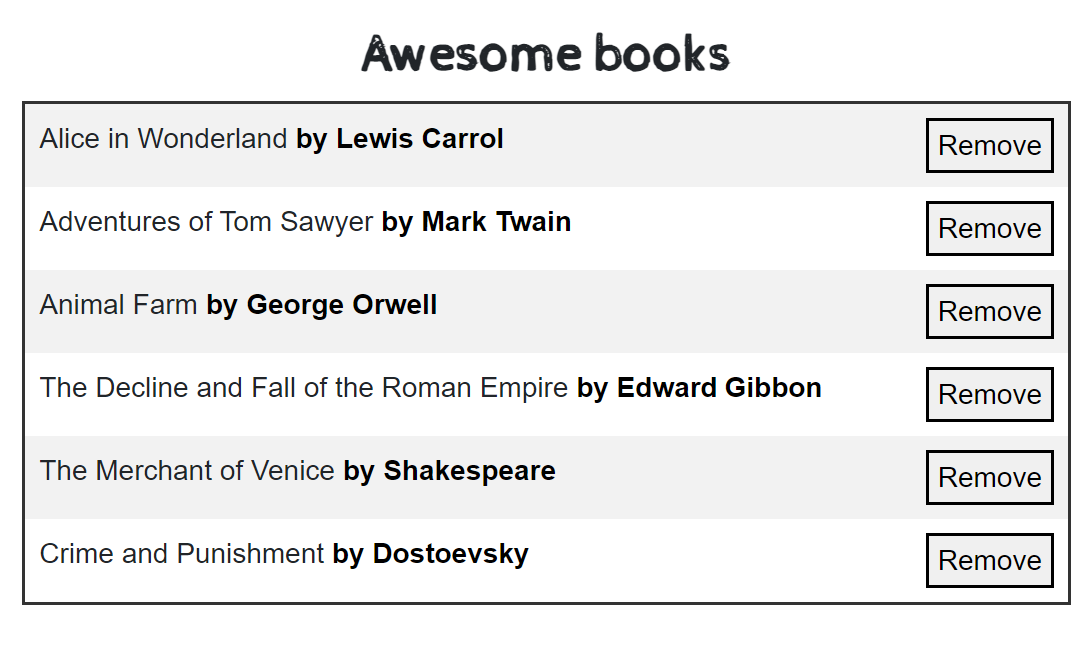 Awesome books
Alice in Wonderland by Lewis Carrol Remove
Adventures of Tom Sawyer by Mark Twain Remove
Animal Farm by George Orwell Remove
The Decline and Fall of the Roman Empire by Edward Gibbon Remove
The Merchant of Venice by Shakespeare Remove
Crime and Punishment by Dostoevsky Remove